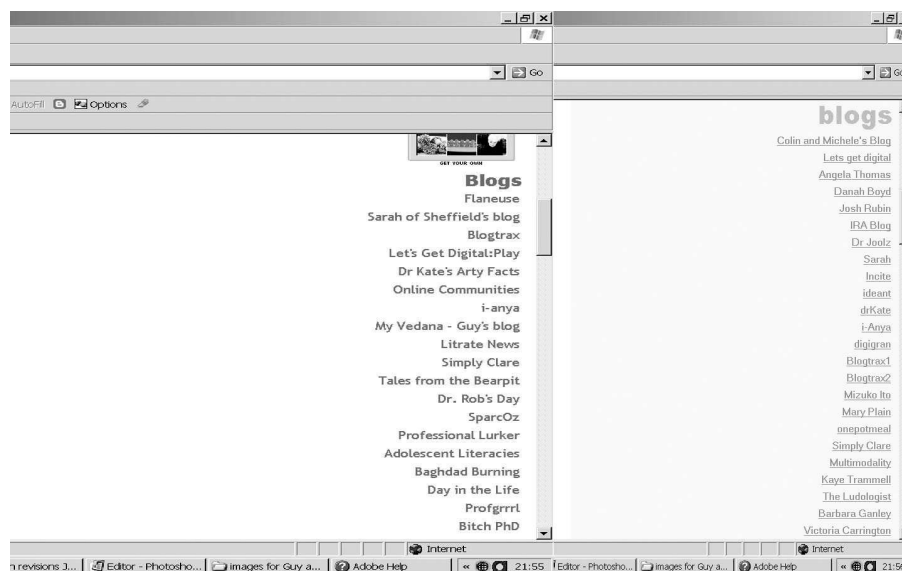 Go
AutoFill Options
GET YOUR OWN
Blogs
Flaneuse
Sarah of Sheffield's blog
Blogtrax
Let's Get Digital:Play
Dr Kate's Arty Facts
Online Communities
i-anya
My Vedana - Guy's blog
Litrate News
Simply Clare
Tales from the Bearpit
Dr. Rob's Day
SparcOz
Professional Lurker
Adolescent Literacies
Baghdad Burning
Day in the Life
Profgrrrl
Bitch PhD
Internet
n revisions J... Editor - Photosho... images for Guy a... Adobe Help « 21:55
Go
blogs
Colin and Michele's Blog
Lets get digital
Angela Thomas
Danah Boyd
Josh Rubin
IRA Blog
Dr Joolz
Sarah
Incite
ideant
drKate
i-Anya
digigran
Blogtrax1
Blogtrax2
Mizuko Ito
Mary Plain
onepotmeal
Simply Clare
Multimodality
Kaye Trammell
The Ludologist
Barbara Ganley
Victoria Carrington
Internet
Editor - Photosho... images for Guy a... Adobe Help «